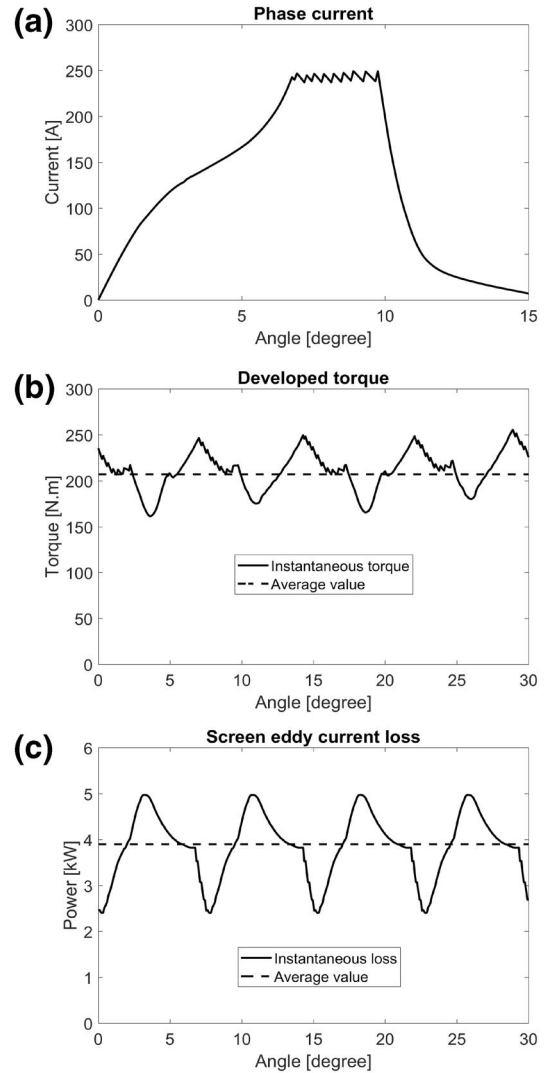 (a)
Phase current
300
250
200
150
100
50
0
Current [A]
0 5 10 15
Angle [degree]
(b)
Developed torque
300
250
200
150
100
50
0
Torque [N.m]
Instantaneous torque
Average value
0 5 10 15 20 25 30
Angle [degree]
(c)
Screen eddy current loss
6
5
4
3
2
1
0
Power [kW]
Instantaneous loss
Average value
0 5 10 15 20 25 30
Angle [degree]